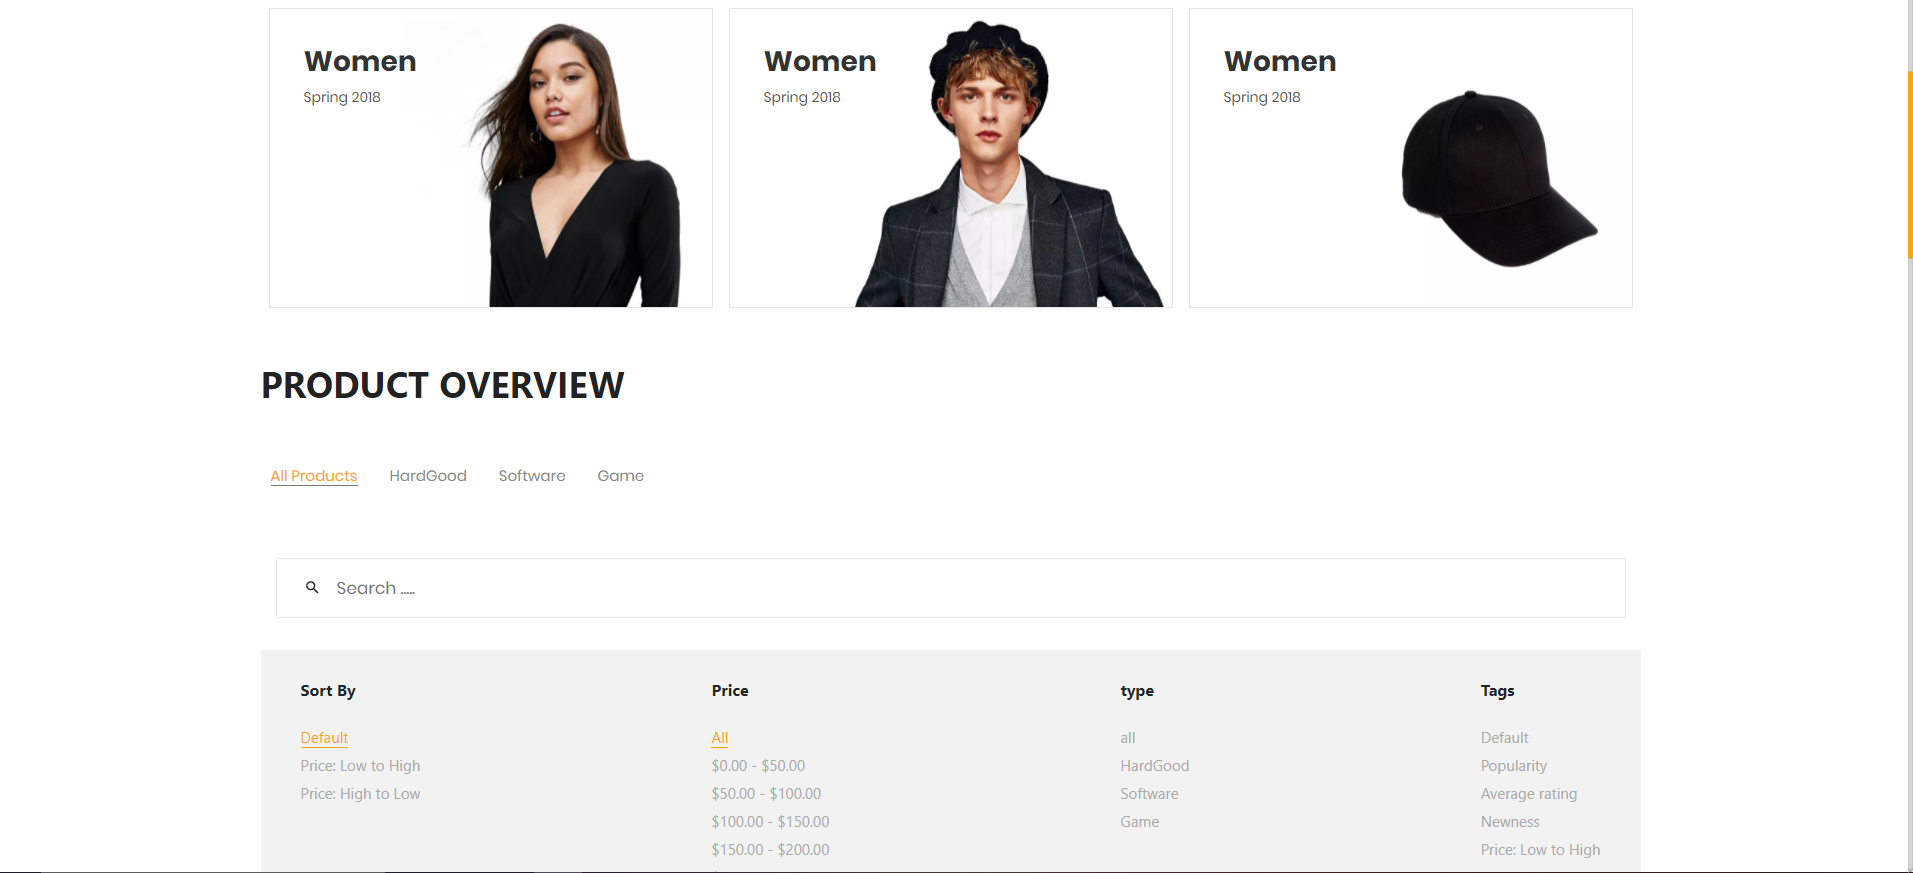 Women
Spring 2018
Women
Spring 2018
Women
Spring 2018
PRODUCT OVERVIEW
All Products HardGood Software Game
Search .....
Sort By
Default
Price: Low to High
Price: High to Low
Price
All
$0.00 - $50.00
$50.00 - $100.00
$100.00 - $150.00
$150.00 - $200.00
type
all
HardGood
Software
Game
Tags
Default
Popularity
Average rating
Newness
Price: Low to High